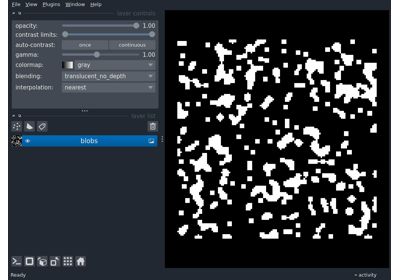 File View Plugins Window Help
layer controls
opacity: 1.00
contrast limits:
auto-contrast: once continuous
gamma: 1.00
colormap: gray
blending: translucent_no_depth
interpolation: nearest
layer list
blobs
Ready activity